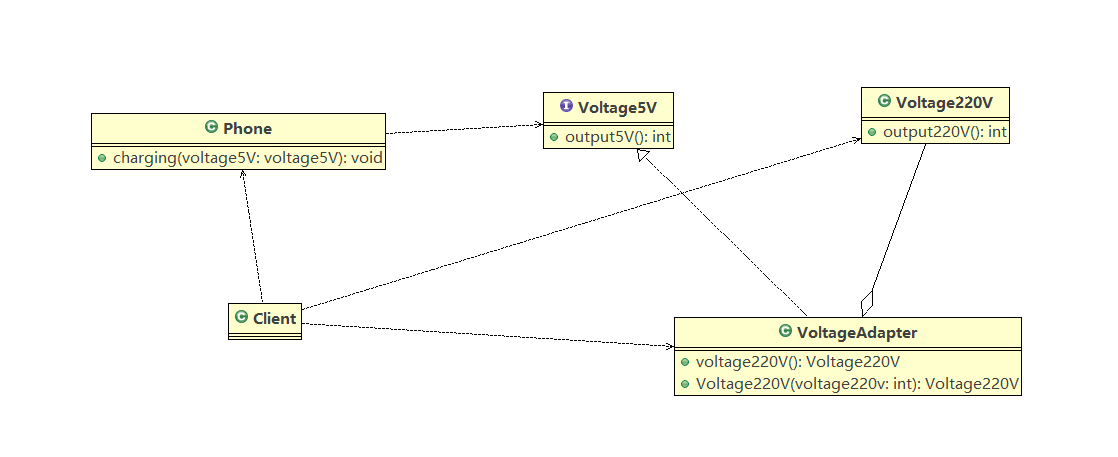 Phone
charging(voltage5V: voltage5V): void
I
Voltage5V
output5V(): int
C
Voltage220V
output220V(): int
C
Client
C
VoltageAdapter
voltage220V(): Voltage220V
Voltage220V(voltage220v: int): Voltage220V